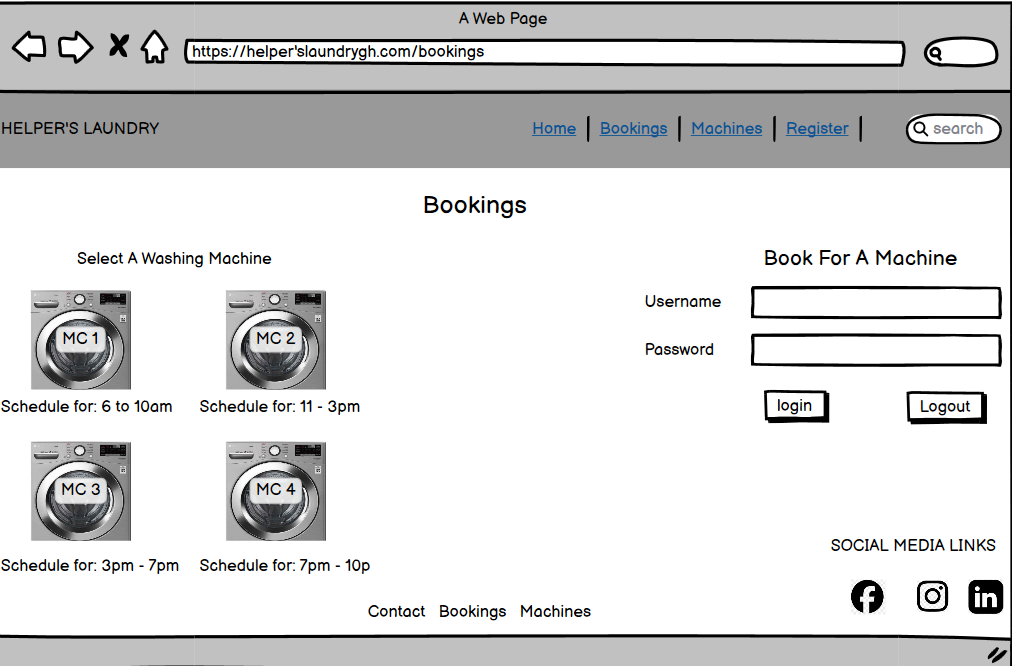 A Web Page
https://helper'slaundrygh.com/bookings
HELPER'S LAUNDRY
Home Bookings Machines Register search
Bookings
Select A Washing Machine
MC 1 MC 2
Schedule for: 6 to 10am Schedule for: 11 - 3pm
MC 3 MC 4
Schedule for: 3pm - 7pm Schedule for: 7pm - 10p
Book For A Machine
Username
Password
login Logout
SOCIAL MEDIA LINKS
in
Contact Bookings Machines